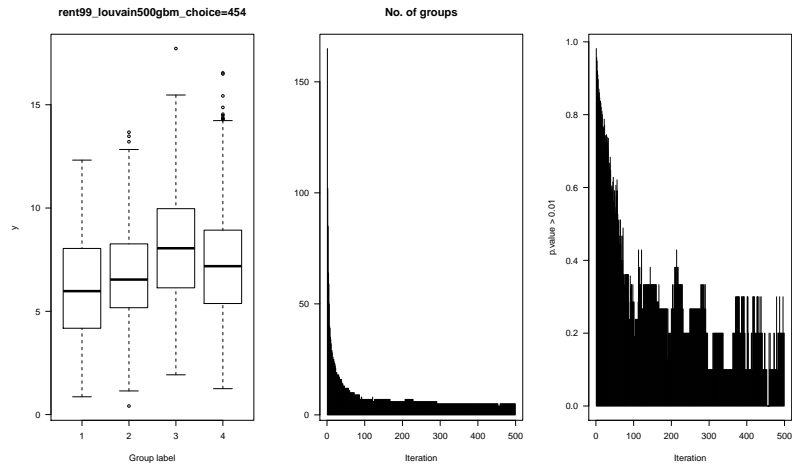 rent99_louvain500gbm_choice=454
y
15
10
5
0
1 2 3 4
Group label
No. of groups
150
100
50
0
0 100 200 300 400 500
Iteration
p.value > 0.01
1.0
0.8
0.6
0.4
0.2
0.0
0 100 200 300 400 500
Iteration